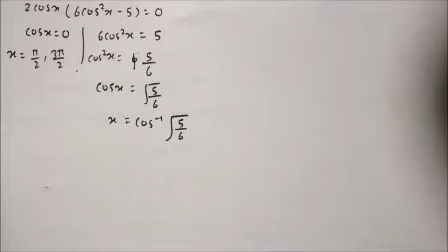 2cosx (6cos²x - 5) = 0
cosx = 0 | 6cos²x = 5
x = π/2, 3π/2 | cos²x = 5/6
cosx = √5/6
x = cos⁻¹ √5/6